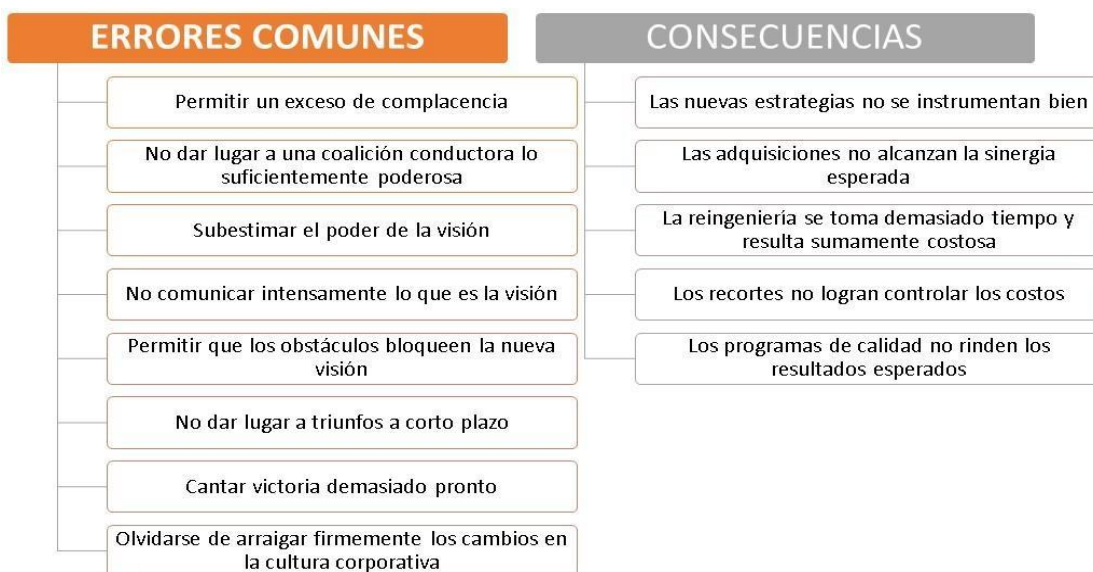 ERRORES COMUNES
Permitir un exceso de complacencia
No dar lugar a una coalición conductora lo
suficientemente poderosa
Subestimar el poder de la visión
No comunicar intensamente lo que es la visión
Permitir que los obstáculos bloqueen la nueva
visión
No dar lugar a triunfos a corto plazo
Cantar victoria demasiado pronto
Olvidarse de arraigar firmemente los cambios en
la cultura corporativa
CONSECUENCIAS
Las nuevas estrategias no se instrumentan bien
Las adquisiciones no alcanzan la sinergia
esperada
La reingeniería se toma demasiado tiempo y
resulta sumamente costosa
Los recortes no logran controlar los costos
Los programas de calidad no rinden los
resultados esperados